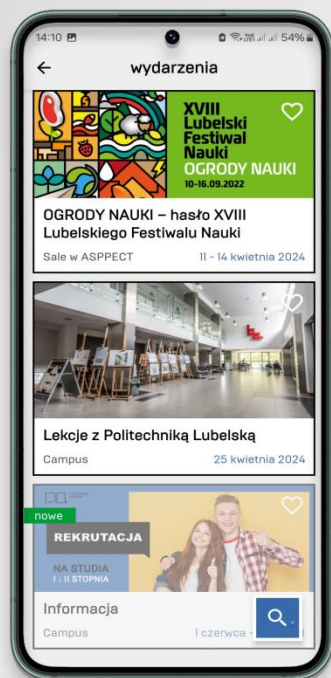 14:10
54%
wydarzenia
XVIII
Lubelski
Festiwal
Nauki
OGRODY NAUKI
10-16.09.2022
OGRODY NAUKI – hasło XVIII
Lubelskiego Festiwalu Nauki
Sale w ASPPECT
11 - 14 kwietnia 2024
Lekcje z Politechniką Lubelską
Campus
25 kwietnia 2024
nowe
REKRUTACJA
NA STUDIA
I i II STOPNIA
Informacja
Campus
1 czerwca -